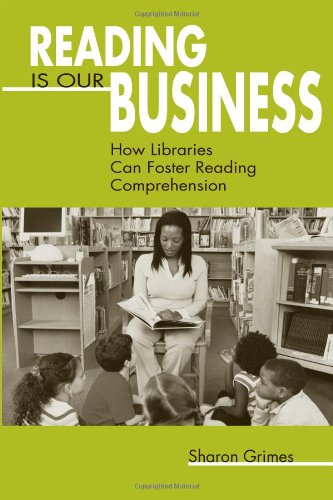 READING
IS OUR
BUSINESS
How Libraries
Can Foster Reading
Comprehension
Sharon Grimes